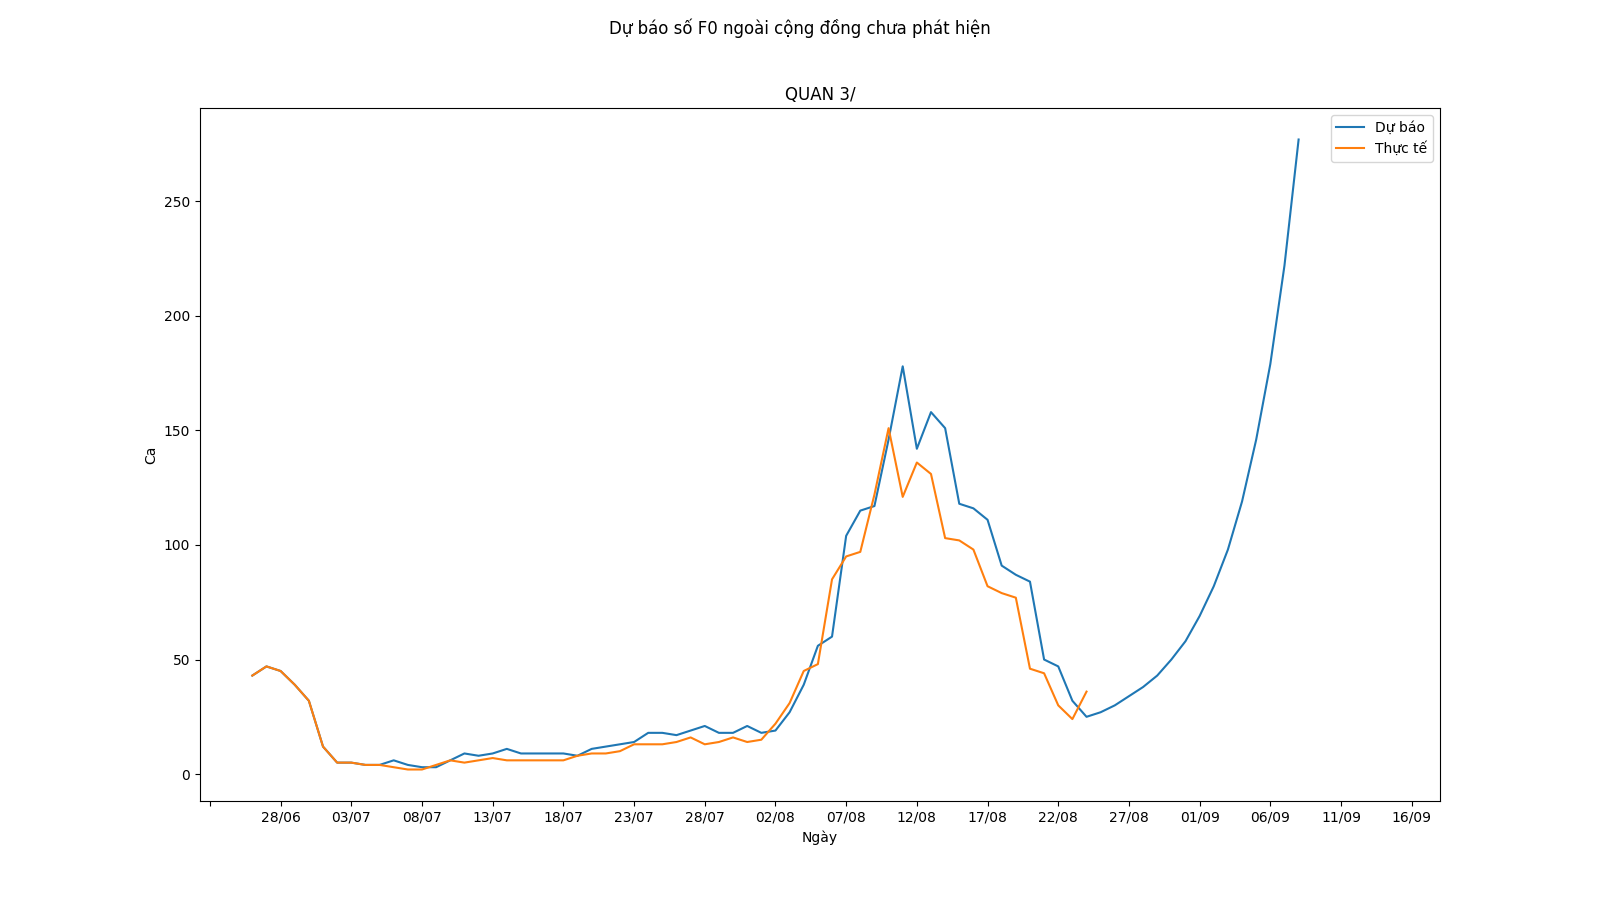 Dự báo số F0 ngoài cộng đồng chưa phát hiện
QUAN 3/
Dự báo
Thực tế
250
200
150
100
50
0
Ca
28/06 03/07 08/07 13/07 18/07 23/07 28/07 02/08 07/08 12/08 17/08 22/08 27/08 01/09 06/09 11/09 16/09
Ngày